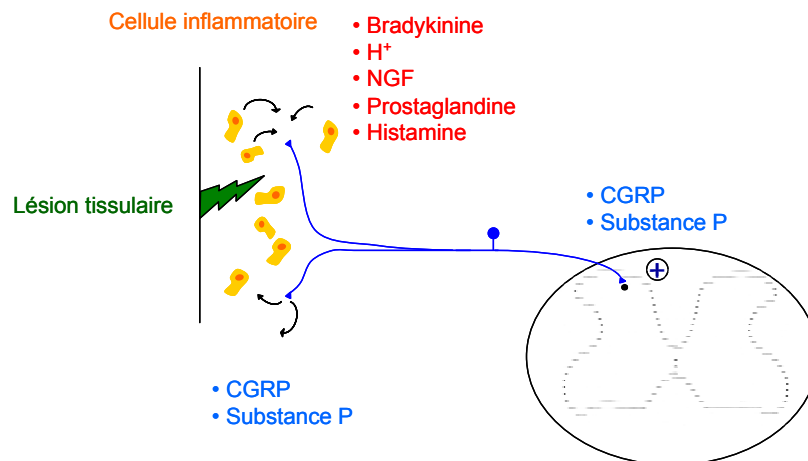 Cellule inflammatoire
• Bradykinine
• H⁺
• NGF
• Prostaglandine
• Histamine
Lésion tissulaire
• CGRP
• Substance P
+
• CGRP
• Substance P